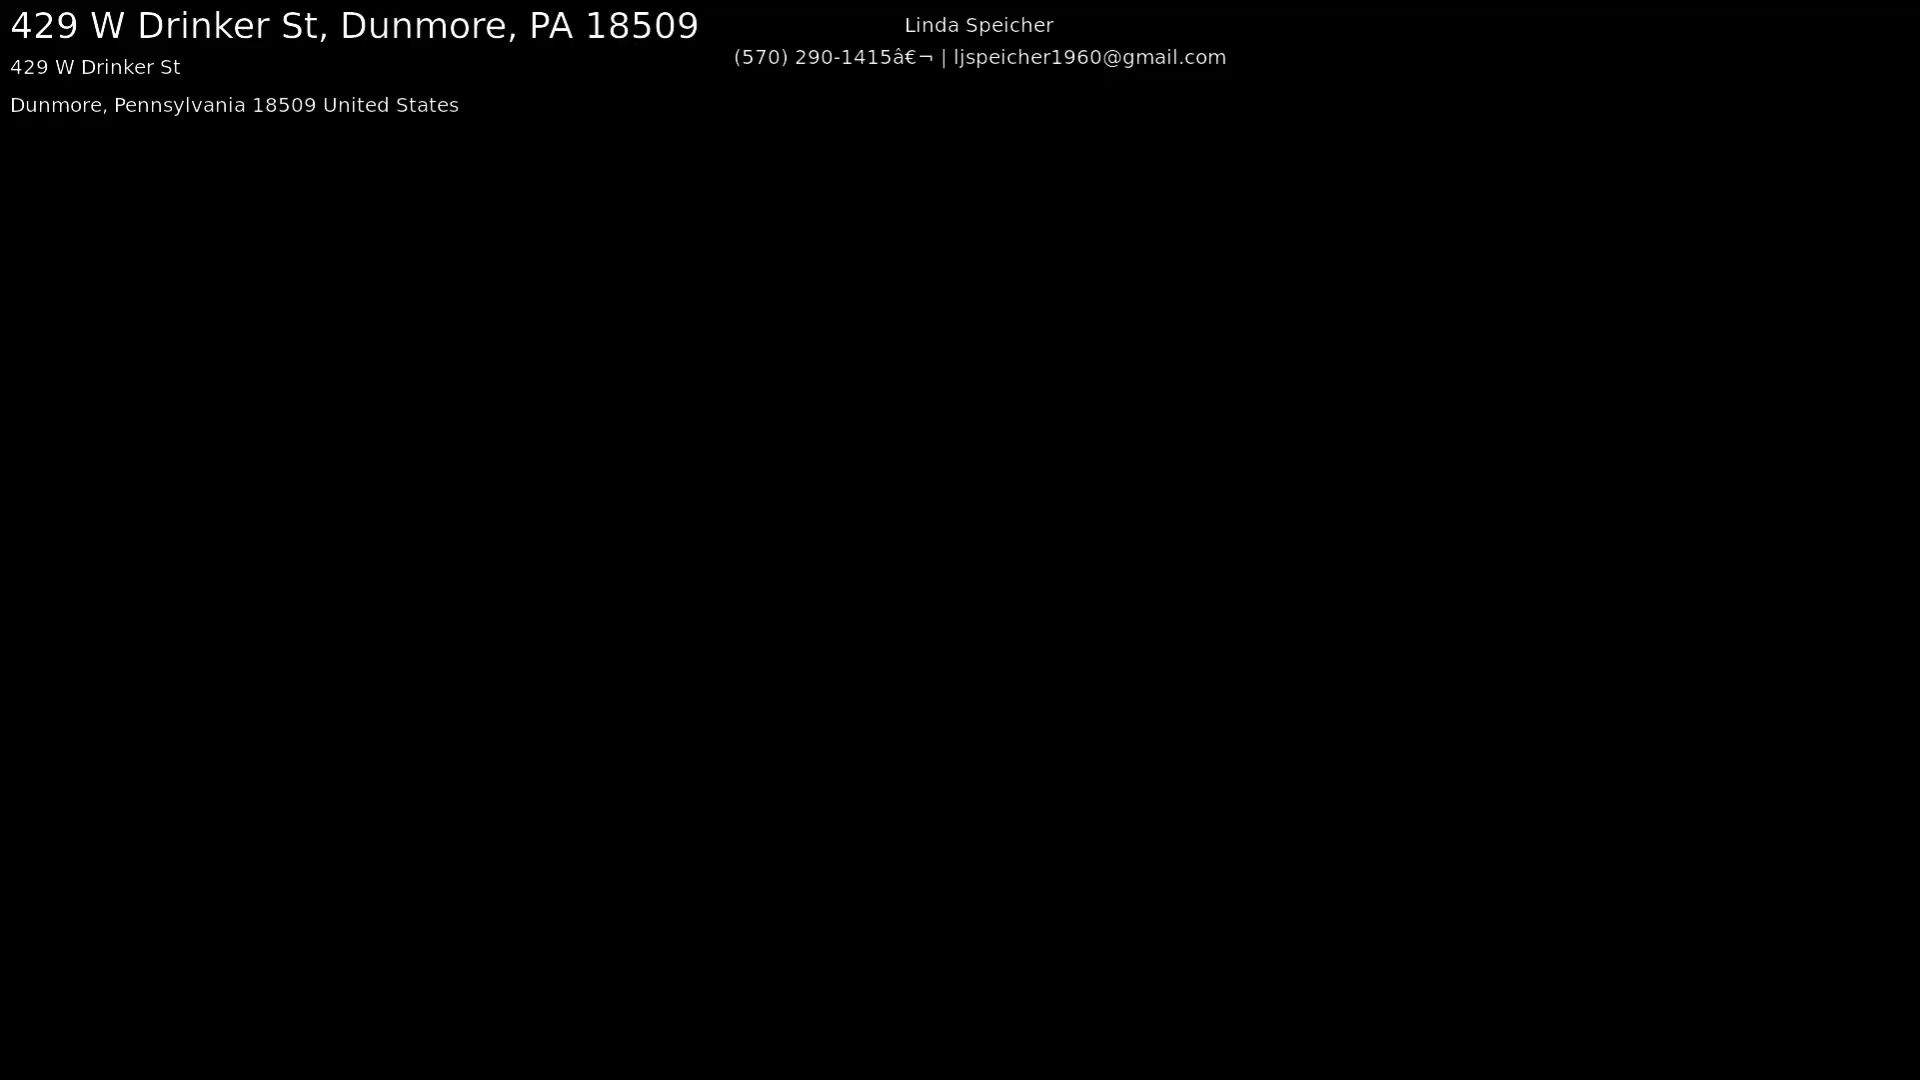 429 W Drinker St, Dunmore, PA 18509
429 W Drinker St
Dunmore, Pennsylvania 18509 United States
Linda Speicher
(570) 290-1415â€¬ | ljspeicher1960@gmail.com